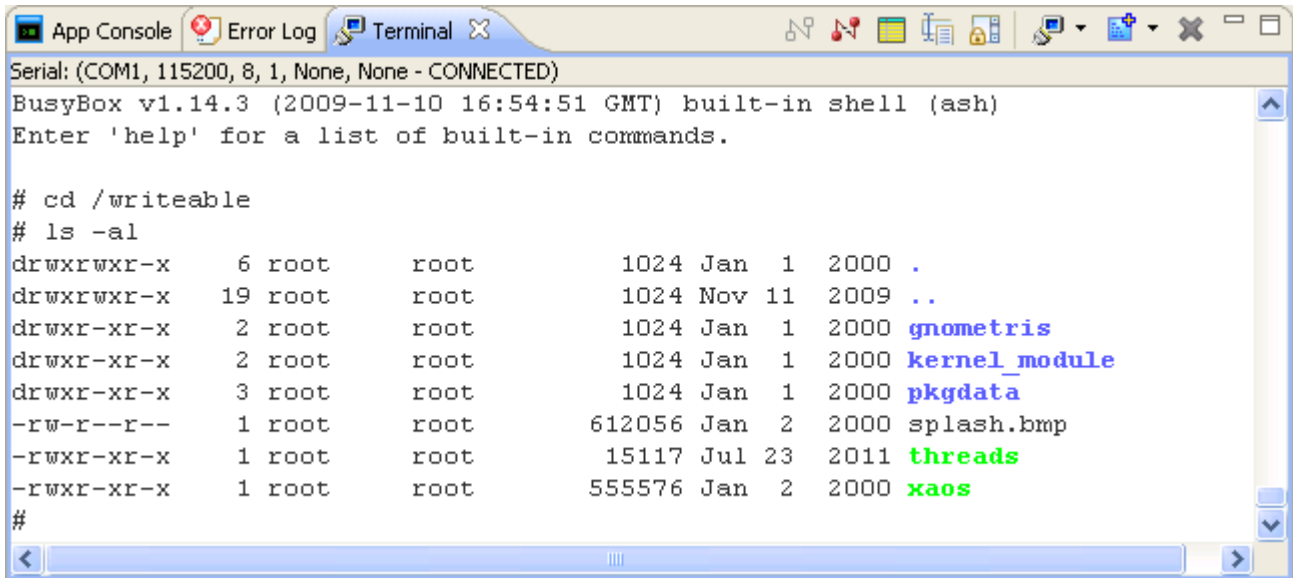 App Console Error Log Terminal
Serial: (COM1, 115200, 8, 1, None, None - CONNECTED)
BusyBox v1.14.3 (2009-11-10 16:54:51 GMT) built-in shell (ash)
Enter 'help' for a list of built-in commands.
# cd /writeable
# ls -al
drwxrwxr-x    6 root     root         1024 Jan  1  2000 .
drwxrwxr-x   19 root     root         1024 Nov 11  2009 ..
drwxr-xr-x    2 root     root         1024 Jan  1  2000 gnometris
drwxr-xr-x    2 root     root         1024 Jan  1  2000 kernel_module
drwxr-xr-x    3 root     root         1024 Jan  1  2000 pkgdata
-rw-r--r--    1 root     root       612056 Jan  2  2000 splash.bmp
-rwxr-xr-x    1 root     root        15117 Jul 23  2011 threads
-rwxr-xr-x    1 root     root       555576 Jan  2  2000 xaos
#